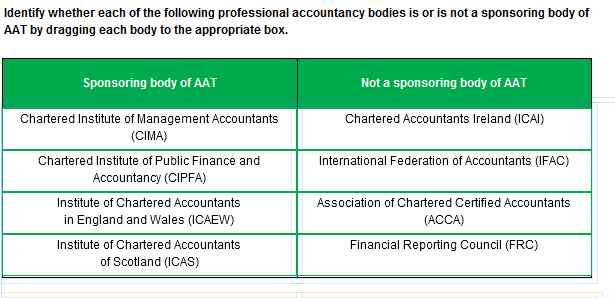 Identify whether each of the following professional accountancy bodies is or is not a sponsoring body of
AAT by dragging each body to the appropriate box.
Sponsoring body of AAT
Not a sponsoring body of AAT
Chartered Institute of Management Accountants
(CIMA)
Chartered Accountants Ireland (ICAI)
Chartered Institute of Public Finance and
Accountancy (CIPFA)
International Federation of Accountants (IFAC)
Institute of Chartered Accountants
in England and Wales (ICAEW)
Association of Chartered Certified Accountants
(ACCA)
Institute of Chartered Accountants
of Scotland (ICAS)
Financial Reporting Council (FRC)